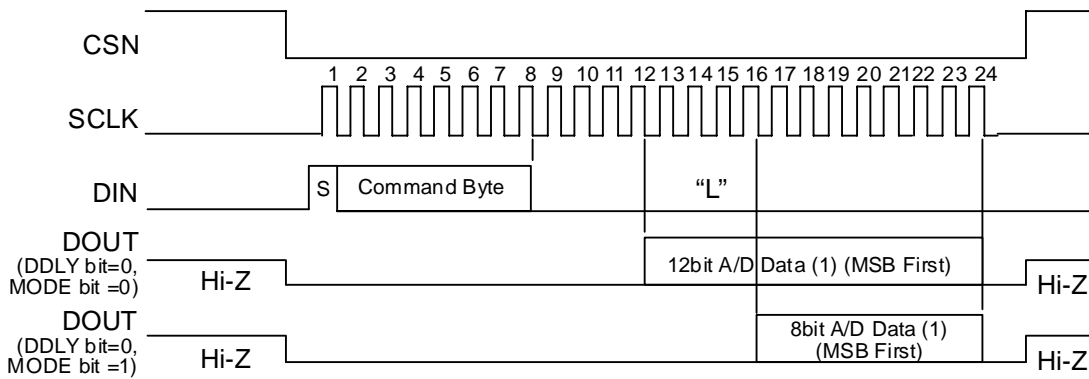 CSN
1 2 3 4 5 6 7 8 9 10 11 12 13 14 15 16 17 18 19 20 21 22 23 24
SCLK
DIN
S
Command Byte
“L”
DOUT
(DDLY bit=0,
MODE bit =0)
Hi-Z
12bit A/D Data (1) (MSB First)
Hi-Z
DOUT
(DDLY bit=0,
MODE bit =1)
Hi-Z
8bit A/D Data (1)
(MSB First)
Hi-Z